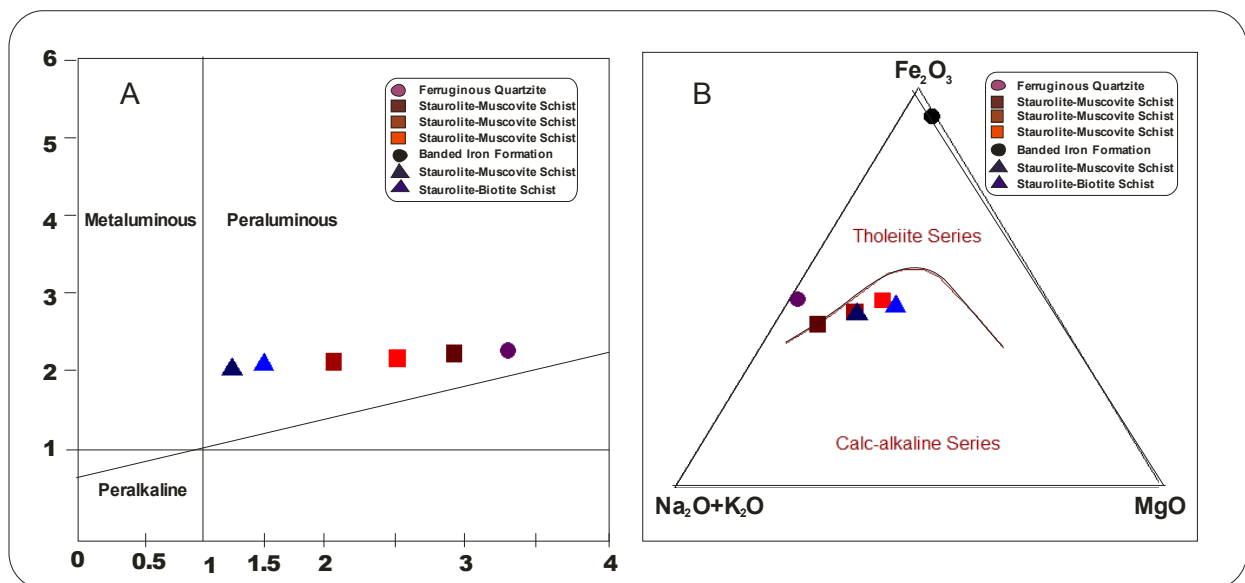 A
6
5
4
3
2
1
Ferruginous Quartzite
Staurolite-Muscovite Schist
Staurolite-Muscovite Schist
Staurolite-Muscovite Schist
Banded Iron Formation
Staurolite-Muscovite Schist
Staurolite-Biotite Schist
Metaluminous
Peraluminous
Peralkaline
0 0.5 1 1.5 2 3 4
B
Fe₂O₃
Ferruginous Quartzite
Staurolite-Muscovite Schist
Staurolite-Muscovite Schist
Staurolite-Muscovite Schist
Banded Iron Formation
Staurolite-Muscovite Schist
Staurolite-Biotite Schist
Tholeiite Series
Calc-alkaline Series
Na₂O+K₂O
MgO